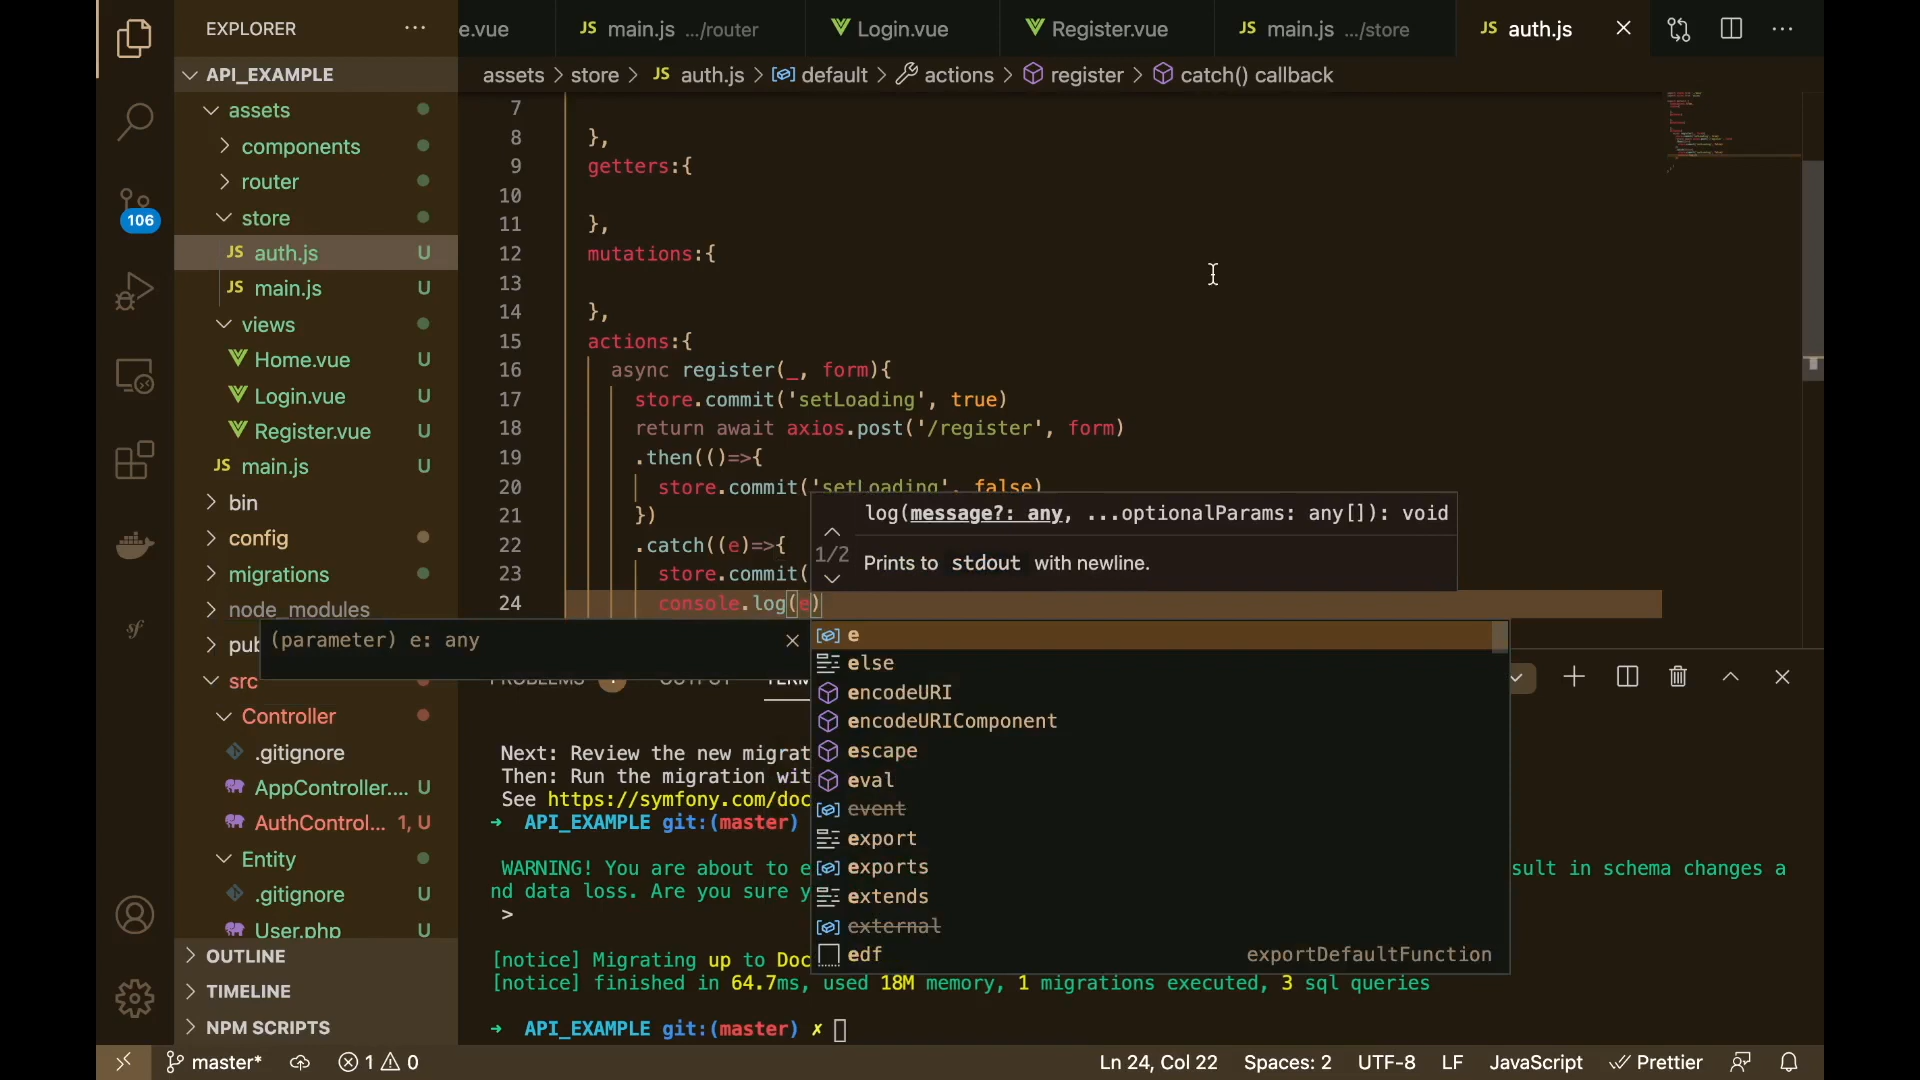 EXPLORER
e.vue
JS main.js .../router
Login.vue
Register.vue
JS main.js .../store
JS auth.js
API_EXAMPLE
assets > store > JS auth.js > default > actions > register > catch() callback
assets
components
router
store
JS auth.js U
JS main.js U
views
Home.vue U
Login.vue U
Register.vue U
JS main.js U
bin
config
migrations
node_modules
pub
src
Controller
.gitignore
AppController.... U
AuthControl... 1, U
Entity
.gitignore U
User.php U
OUTLINE
TIMELINE
NPM SCRIPTS
106
7
8 },
9 getters:{
10
11 },
12 mutations:{
13
14 },
15 actions:{
16 async register(_, form){
17 store.commit('setLoading', true)
18 return await axios.post('/register', form)
19 .then(()=>{
20 store.commit('setLoading', false)
21 })
22 .catch((e)=>{
23 store.commit(
24 console.log(e)
log(message?: any, ...optionalParams: any[]): void
1/2
Prints to stdout with newline.
(parameter) e: any
e
else
encodeURI
encodeURIComponent
escape
eval
event
export
exports
extends
external
edf exportDefaultFunction
PROBLEMS OUTPUT TERM
Next: Review the new migrat
Then: Run the migration wit
See https://symfony.com/doc
➜ API_EXAMPLE git:(master)
WARNING! You are about to e sult in schema changes a
nd data loss. Are you sure y
>
[notice] Migrating up to Doc
[notice] finished in 64.7ms, used 18M memory, 1 migrations executed, 3 sql queries
➜ API_EXAMPLE git:(master) ✗
master* 1 0
Ln 24, Col 22 Spaces: 2 UTF-8 LF JavaScript Prettier